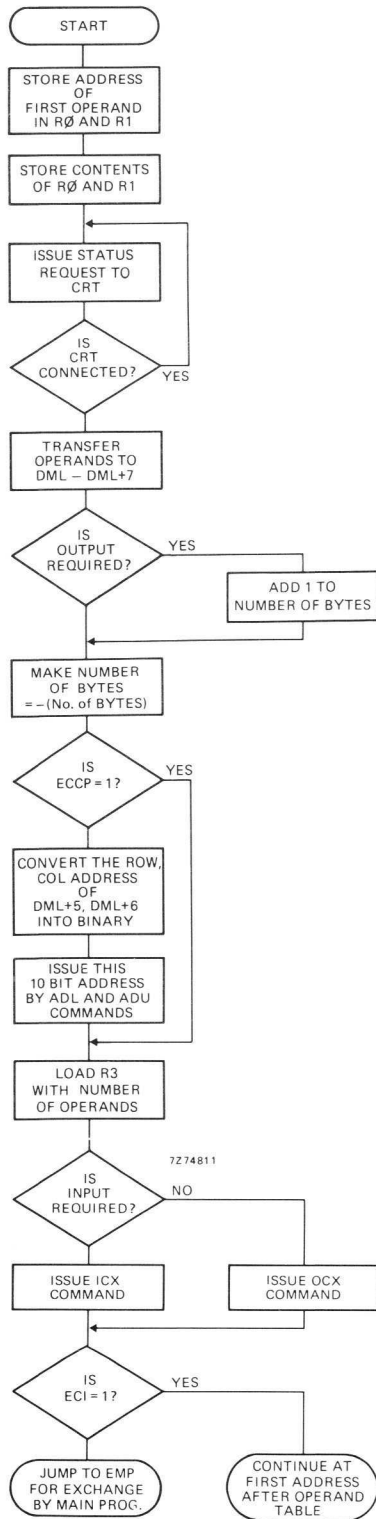 START
STORE ADDRESS
OF
FIRST OPERAND
IN RØ AND R1
STORE CONTENTS
OF RØ AND R1
ISSUE STATUS
REQUEST TO
CRT
IS
CRT
CONNECTED?
YES
TRANSFER
OPERANDS TO
DML – DML+7
IS
OUTPUT
REQUIRED?
YES
ADD 1 TO
NUMBER OF BYTES
MAKE NUMBER
OF BYTES
=–(No. of BYTES)
IS
ECCP=1?
YES
CONVERT THE ROW,
COL ADDRESS
OF
DML+5, DML+6
INTO BINARY
ISSUE THIS
10 BIT ADDRESS
BY ADL AND ADU
COMMANDS
LOAD R3
WITH NUMBER
OF OPERANDS
7Z74811
IS
INPUT
REQUIRED?
NO
ISSUE ICX
COMMAND
ISSUE OCX
COMMAND
IS
ECI=1?
YES
JUMP TO EMP
FOR EXCHANGE
BY MAIN PROG.
CONTINUE AT
FIRST ADDRESS
AFTER OPERAND
TABLE